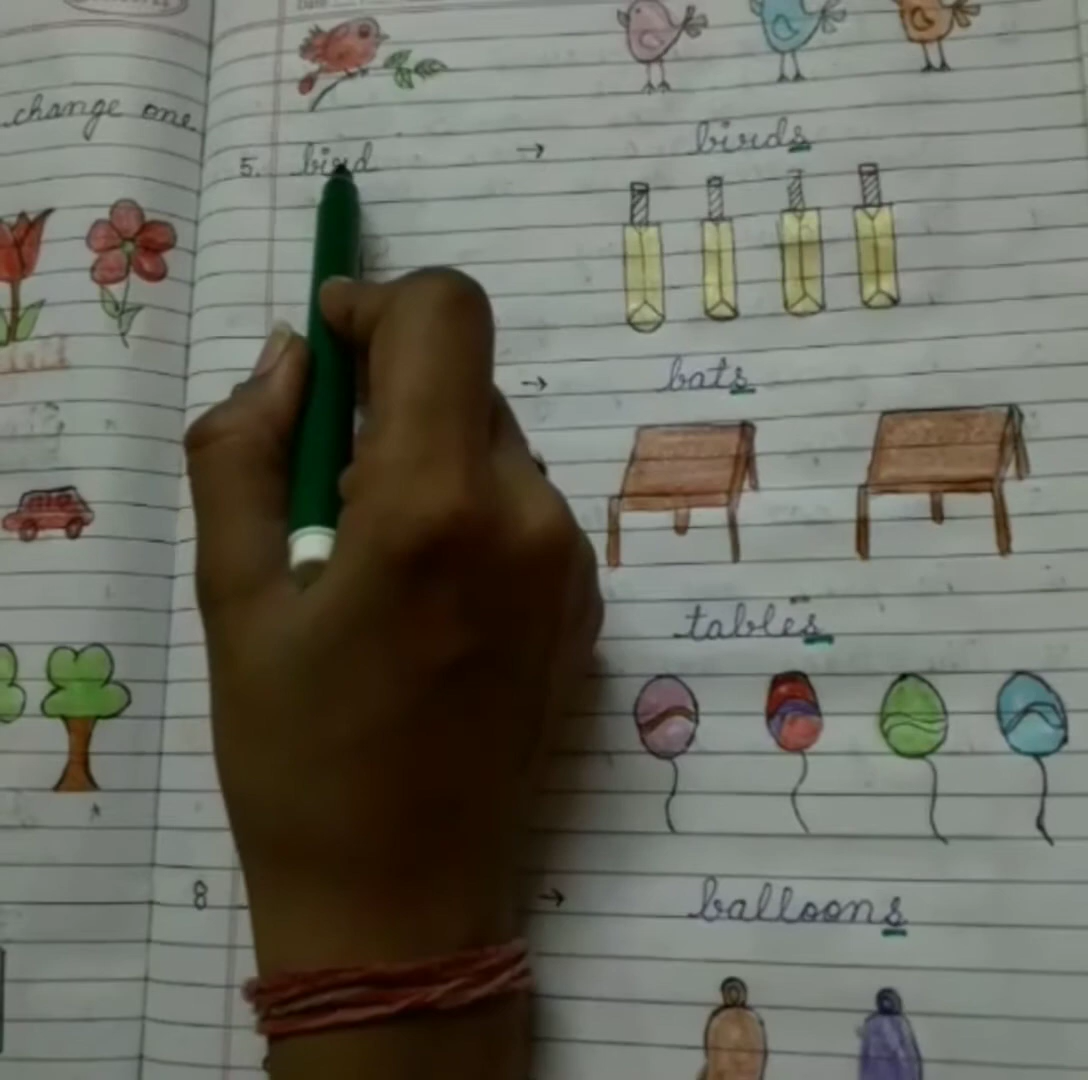 change one
5. bird → birds
→ bats
tables
8 → balloons